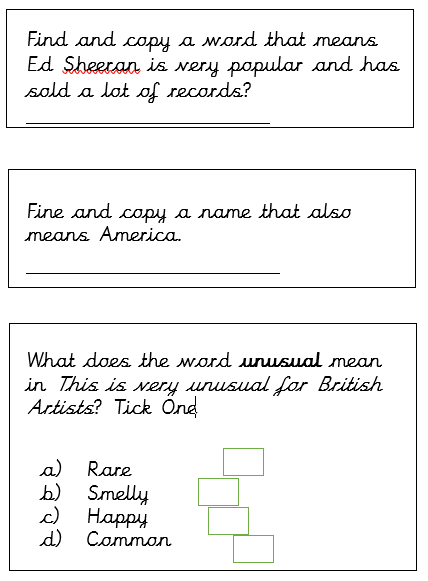 Find and copy a word that means
Ed Sheeran is very popular and has
sold a lot of records?
Fine and copy a name that also
means America.
What does the word unusual mean
in This is very unusual for British
Artists? Tick One
a) Rare
b) Smelly
c) Happy
d) Common